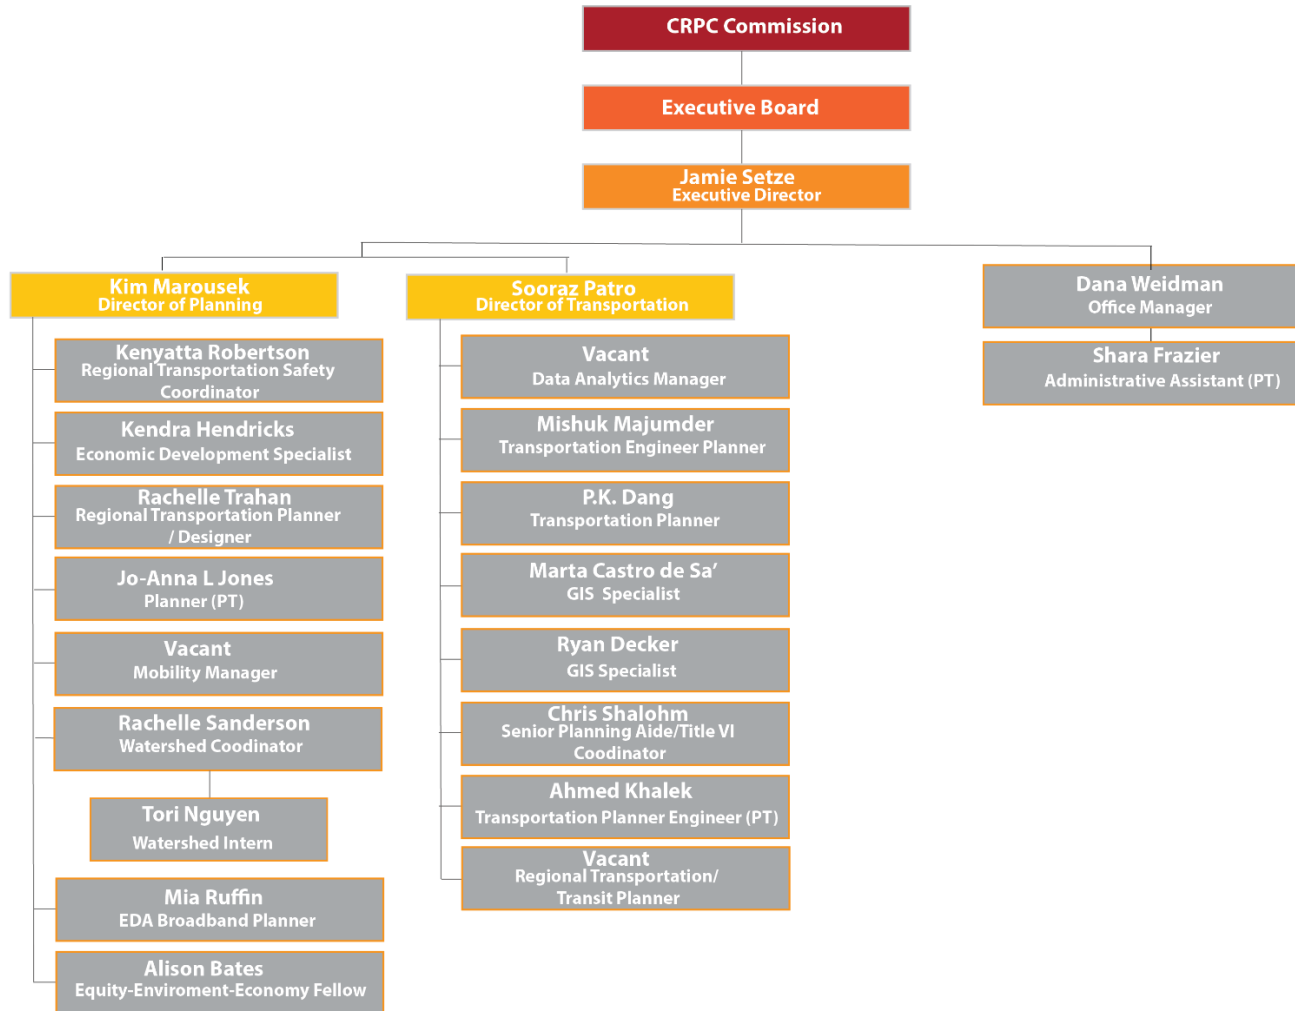 CRPC Commission
Executive Board
Jamie Setze
Executive Director
Kim Marousek
Director of Planning
Kenyatta Robertson
Regional Transportation Safety
Coordinator
Kendra Hendricks
Economic Development Specialist
Rachelle Trahan
Regional Transportation Planner
/ Designer
Jo-Anna L Jones
Planner (PT)
Vacant
Mobility Manager
Rachelle Sanderson
Watershed Coodinator
Tori Nguyen
Watershed Intern
Mia Ruffin
EDA Broadband Planner
Alison Bates
Equity-Enviroment-Economy Fellow
Sooraz Patro
Director of Transportation
Vacant
Data Analytics Manager
Mishuk Majumder
Transportation Engineer Planner
P.K. Dang
Transportation Planner
Marta Castro de Sa’
GIS Specialist
Ryan Decker
GIS Specialist
Chris Shalohm
Senior Planning Aide/Title VI
Coodinator
Ahmed Khalek
Transportation Planner Engineer (PT)
Vacant
Regional Transportation/
Transit Planner
Dana Weidman
Office Manager
Shara Frazier
Administrative Assistant (PT)